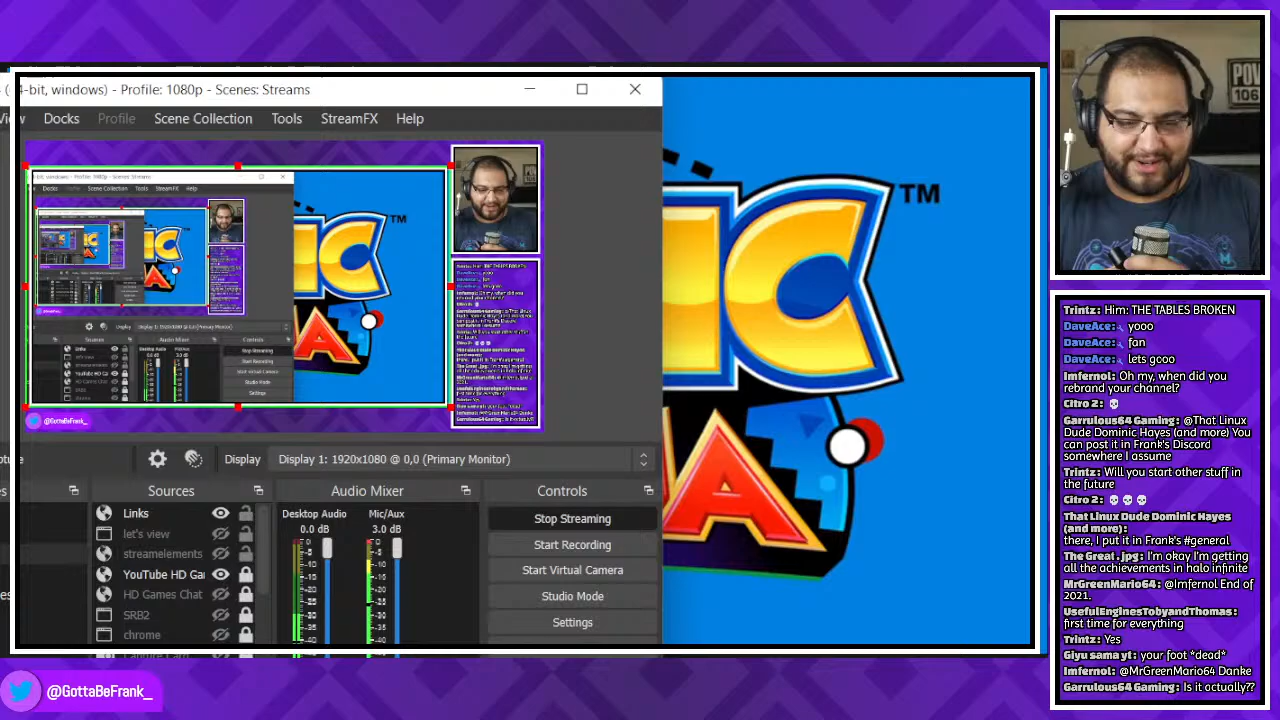 4-bit, windows) - Profile: 1080p - Scenes: Streams
View Docks Profile Scene Collection Tools StreamFX Help
Display Display 1: 1920x1080 @ 0,0 (Primary Monitor)
Sources
Links
let's view
streamelements
YouTube HD Ga
HD Games Chat
SRB2
chrome
Audio Mixer
Desktop Audio
0.0 dB
Mic/Aux
3.0 dB
Controls
Stop Streaming
Start Recording
Start Virtual Camera
Studio Mode
Settings
IC TM
A
@GottaBeFrank_
POW
106
Trintz: Him: THE TABLES BROKEN
DaveAce: yooo
DaveAce: fan
DaveAce: lets gooo
Imfernol: Oh my, when did you
rebrand your channel?
Citro 2: 💀
Garrulous64 Gaming: @That Linux
Dude Dominic Hayes (and more) You
can post it in Frank's Discord
somewhere I assume
Trintz: Will you start other stuff in
the future
Citro 2: 💀💀💀
That Linux Dude Dominic Hayes
(and more):
there, I put it in Frank's #general
The Great .jpg: I'm okay I'm getting
all the achievements in halo infinite
MrGreenMario64: @Imfernol End of
2021.
UsefulEnginesTobyandThomas:
first time for everything
Trintz: Yes
Giyu sama yt: your foot *dead*
Imfernol: @MrGreenMario64 Danke
Garrulous64 Gaming: Is it actually??